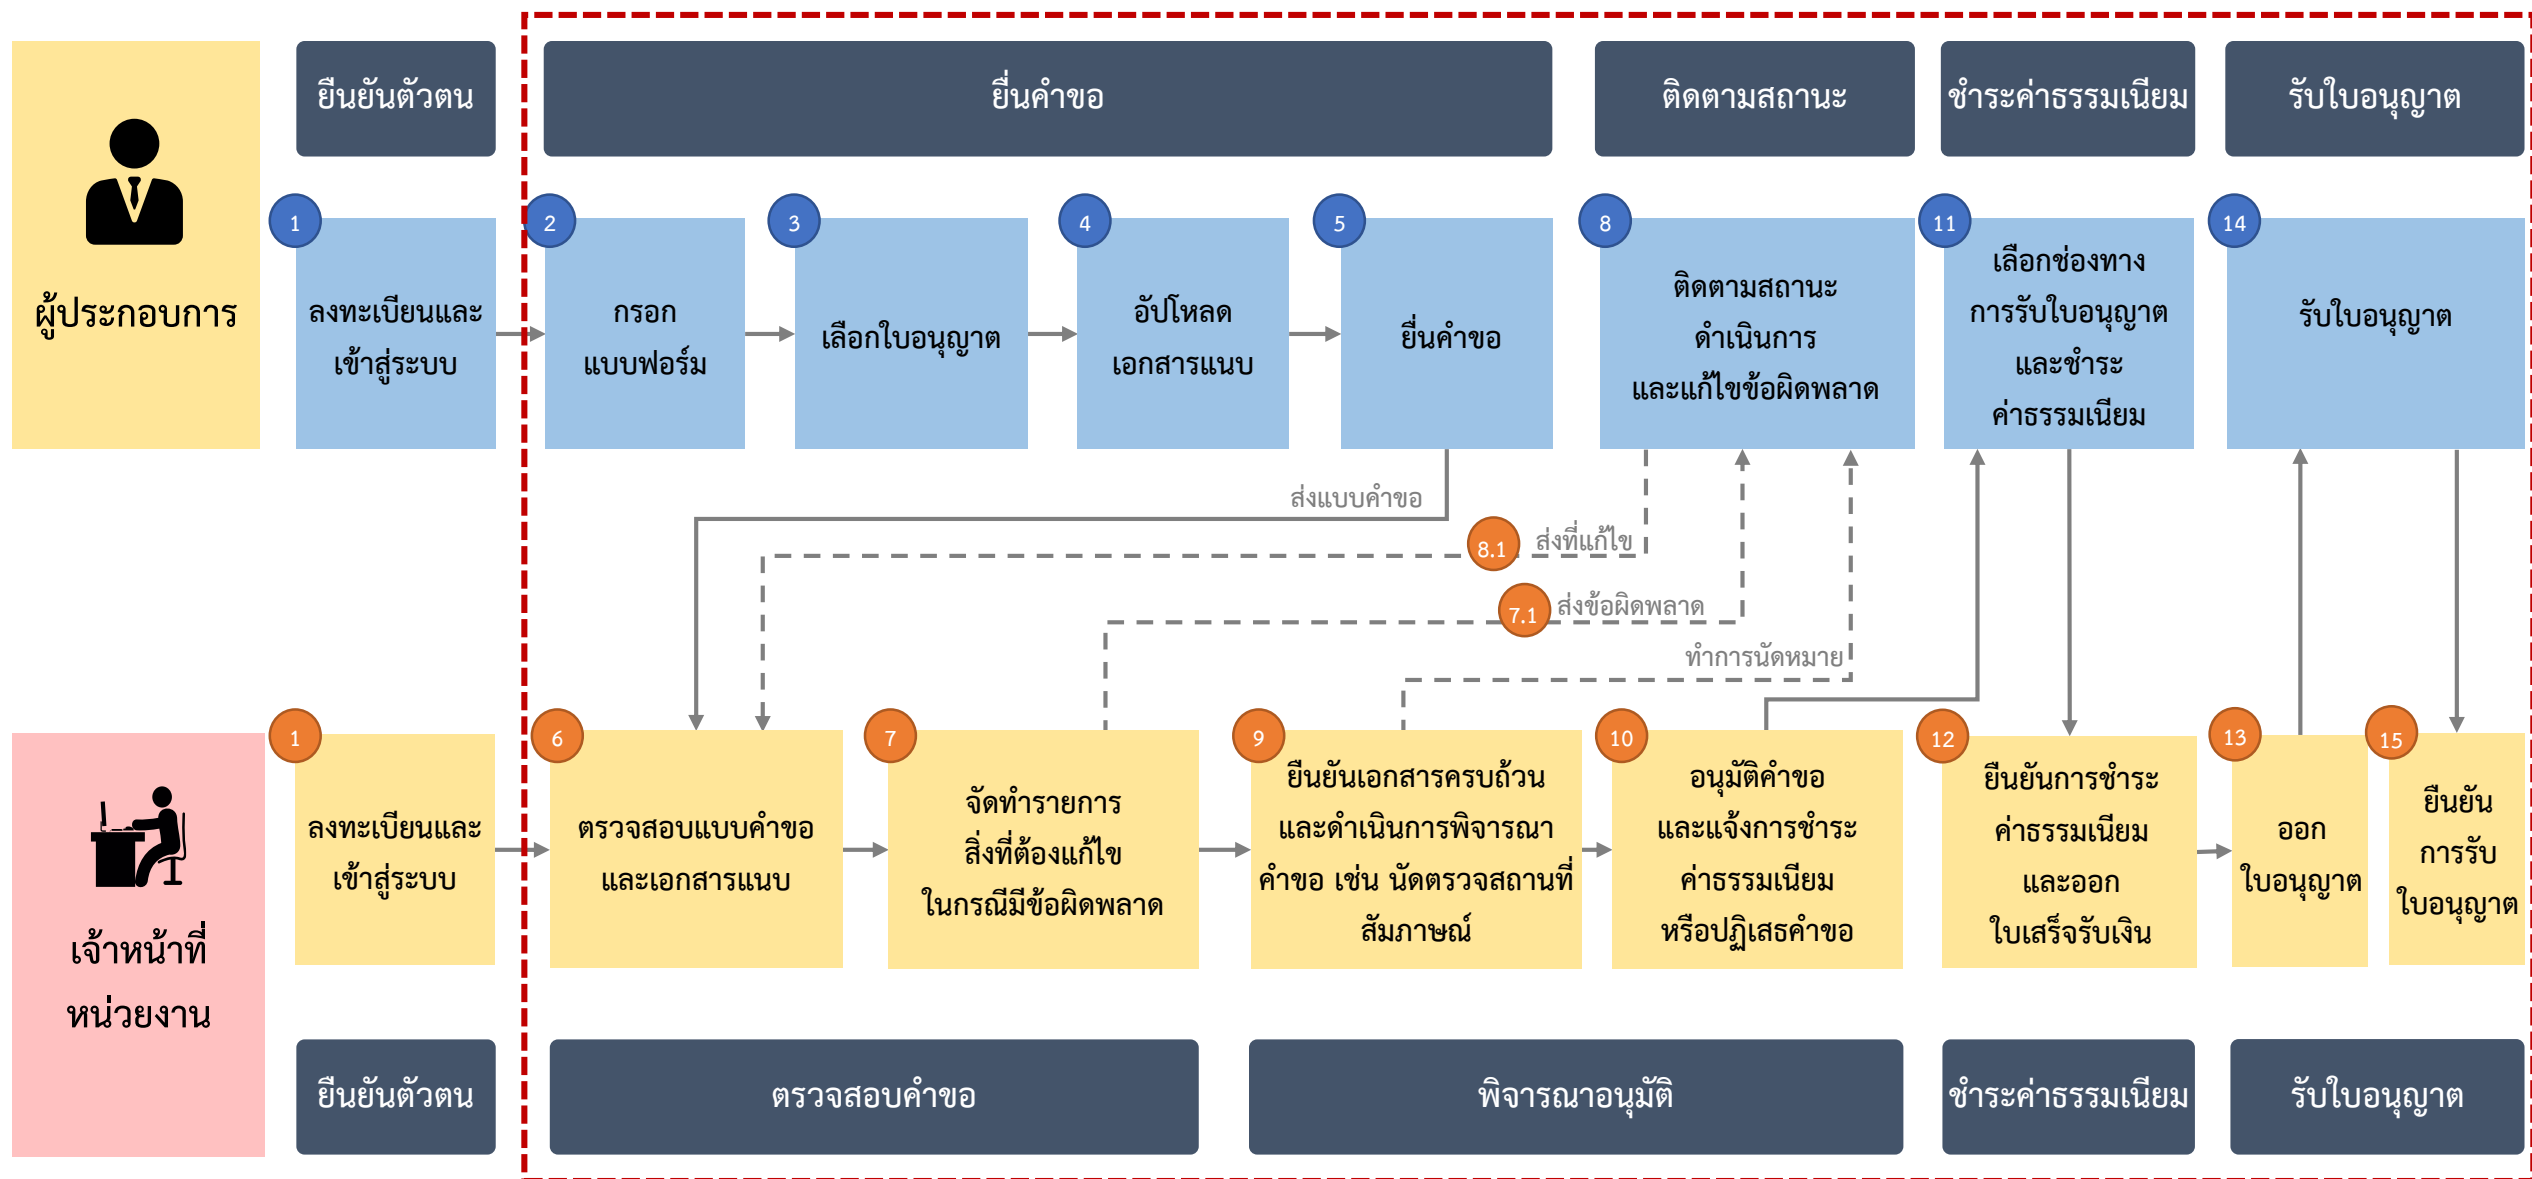 ผู้ประกอบการ
ยืนยันตัวตน
ยื่นคำขอ
ติดตามสถานะ
ชำระค่าธรรมเนียม
รับใบอนุญาต
1
ลงทะเบียนและ
เข้าสู่ระบบ
2
กรอก
แบบฟอร์ม
3
เลือกใบอนุญาต
4
อัปโหลด
เอกสารแนบ
5
ยื่นคำขอ
8
ติดตามสถานะ
ดำเนินการ
และแก้ไขข้อผิดพลาด
11
เลือกช่องทาง
การรับใบอนุญาต
และชำระ
ค่าธรรมเนียม
14
รับใบอนุญาต
ส่งแบบคำขอ
8.1
ส่งที่แก้ไข
7.1
ส่งข้อผิดพลาด
ทำการนัดหมาย
เจ้าหน้าที่
หน่วยงาน
1
ลงทะเบียนและ
เข้าสู่ระบบ
6
ตรวจสอบแบบคำขอ
และเอกสารแนบ
7
จัดทำรายการ
สิ่งที่ต้องแก้ไข
ในกรณีมีข้อผิดพลาด
9
ยืนยันเอกสารครบถ้วน
และดำเนินการพิจารณา
คำขอ เช่น นัดตรวจสถานที่
สัมภาษณ์
10
อนุมัติคำขอ
และแจ้งการชำระ
ค่าธรรมเนียม
หรือปฏิเสธคำขอ
12
ยืนยันการชำระ
ค่าธรรมเนียม
และออก
ใบเสร็จรับเงิน
13
ออก
ใบอนุญาต
15
ยืนยัน
การรับ
ใบอนุญาต
ยืนยันตัวตน
ตรวจสอบคำขอ
พิจารณาอนุมัติ
ชำระค่าธรรมเนียม
รับใบอนุญาต